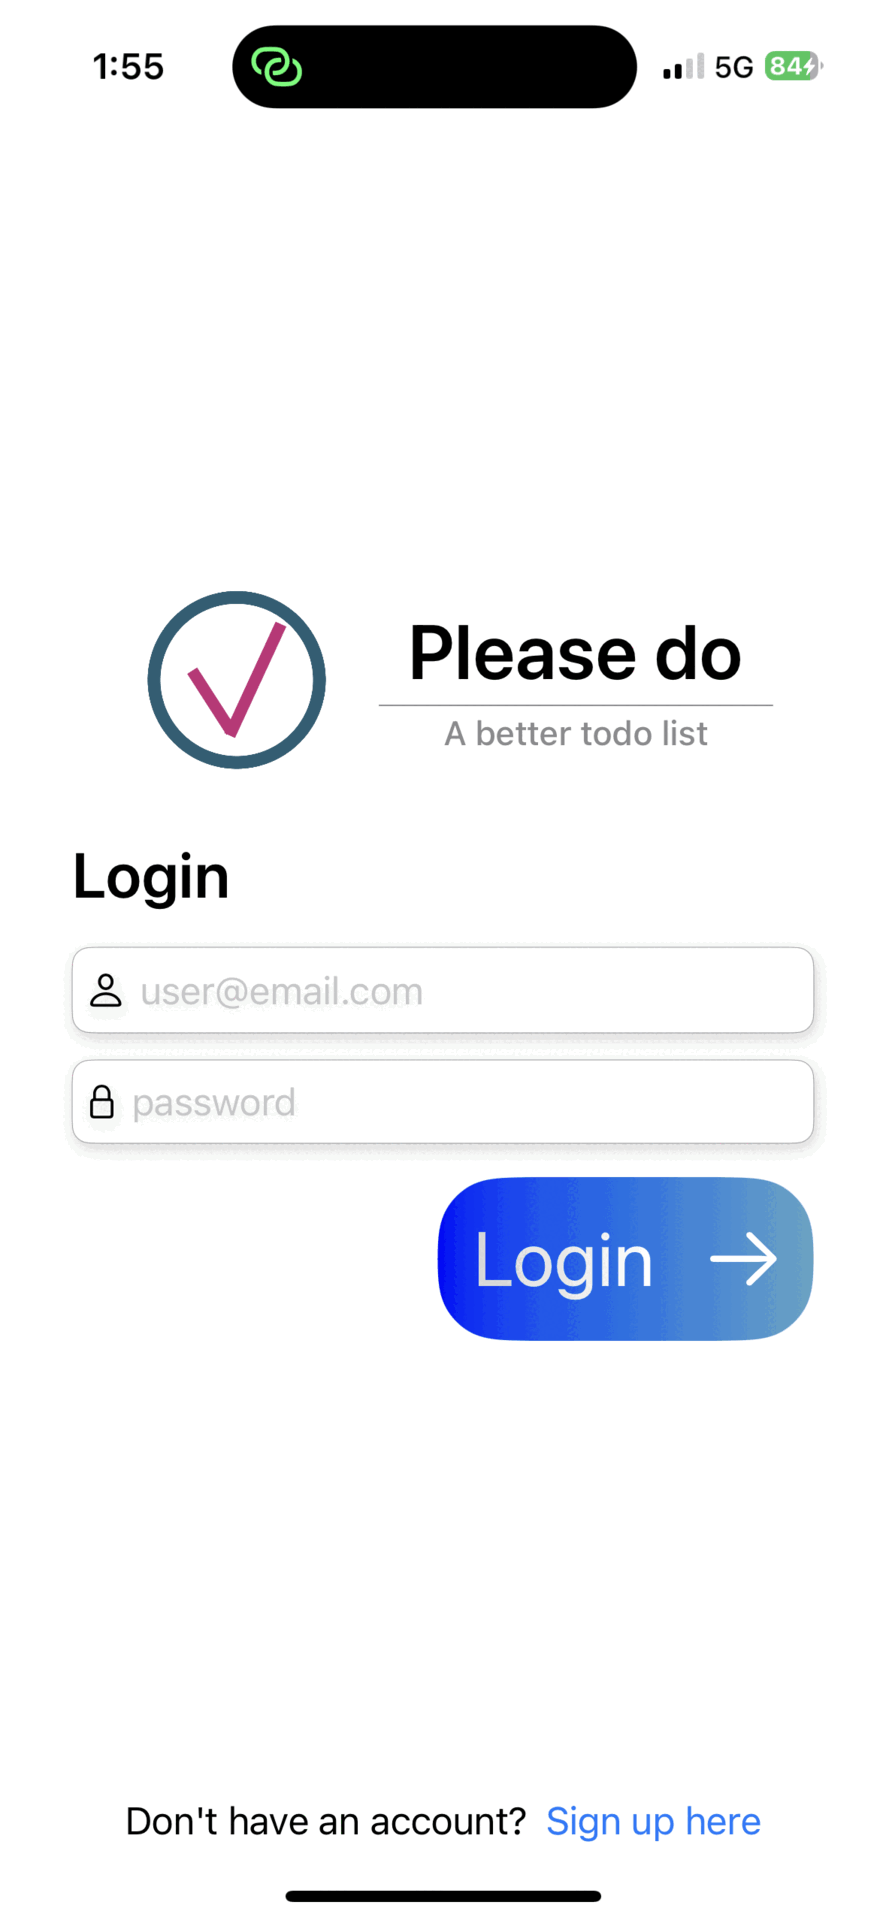 1:55 5G 84
Please do
A better todo list
Login
user@email.com
password
Login
Don't have an account? Sign up here